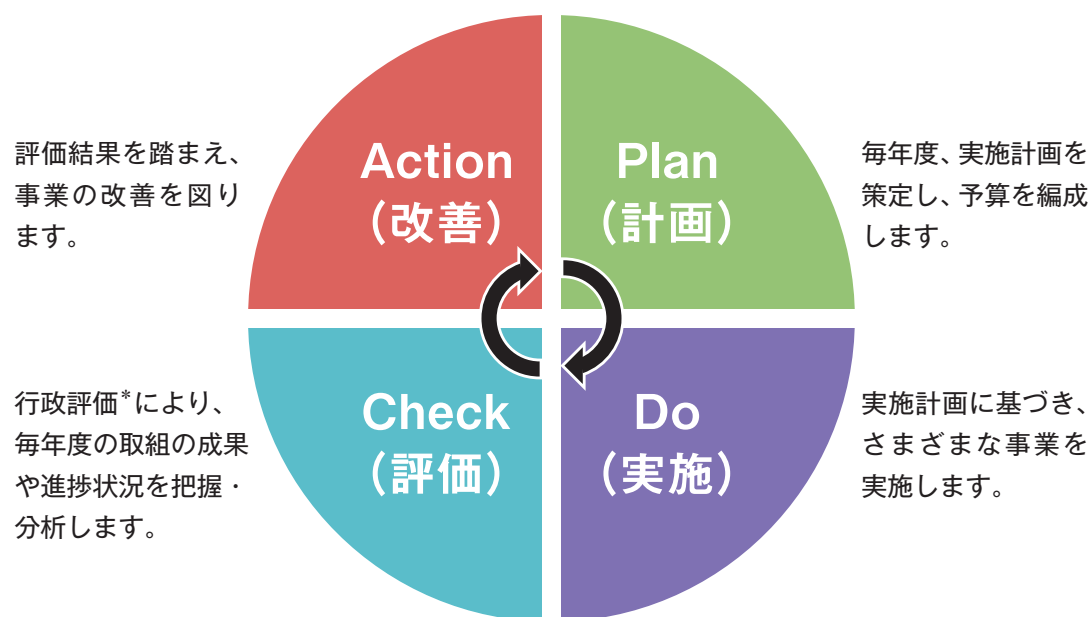 Action
（改善）
評価結果を踏まえ、
事業の改善を図り
ます。
Plan
（計画）
毎年度、実施計画を
策定し、予算を編成
します。
Check
（評価）
行政評価*により、
毎年度の取組の成果
や進捗状況を把握・
分析します。
Do
（実施）
実施計画に基づき、
さまざまな事業を
実施します。